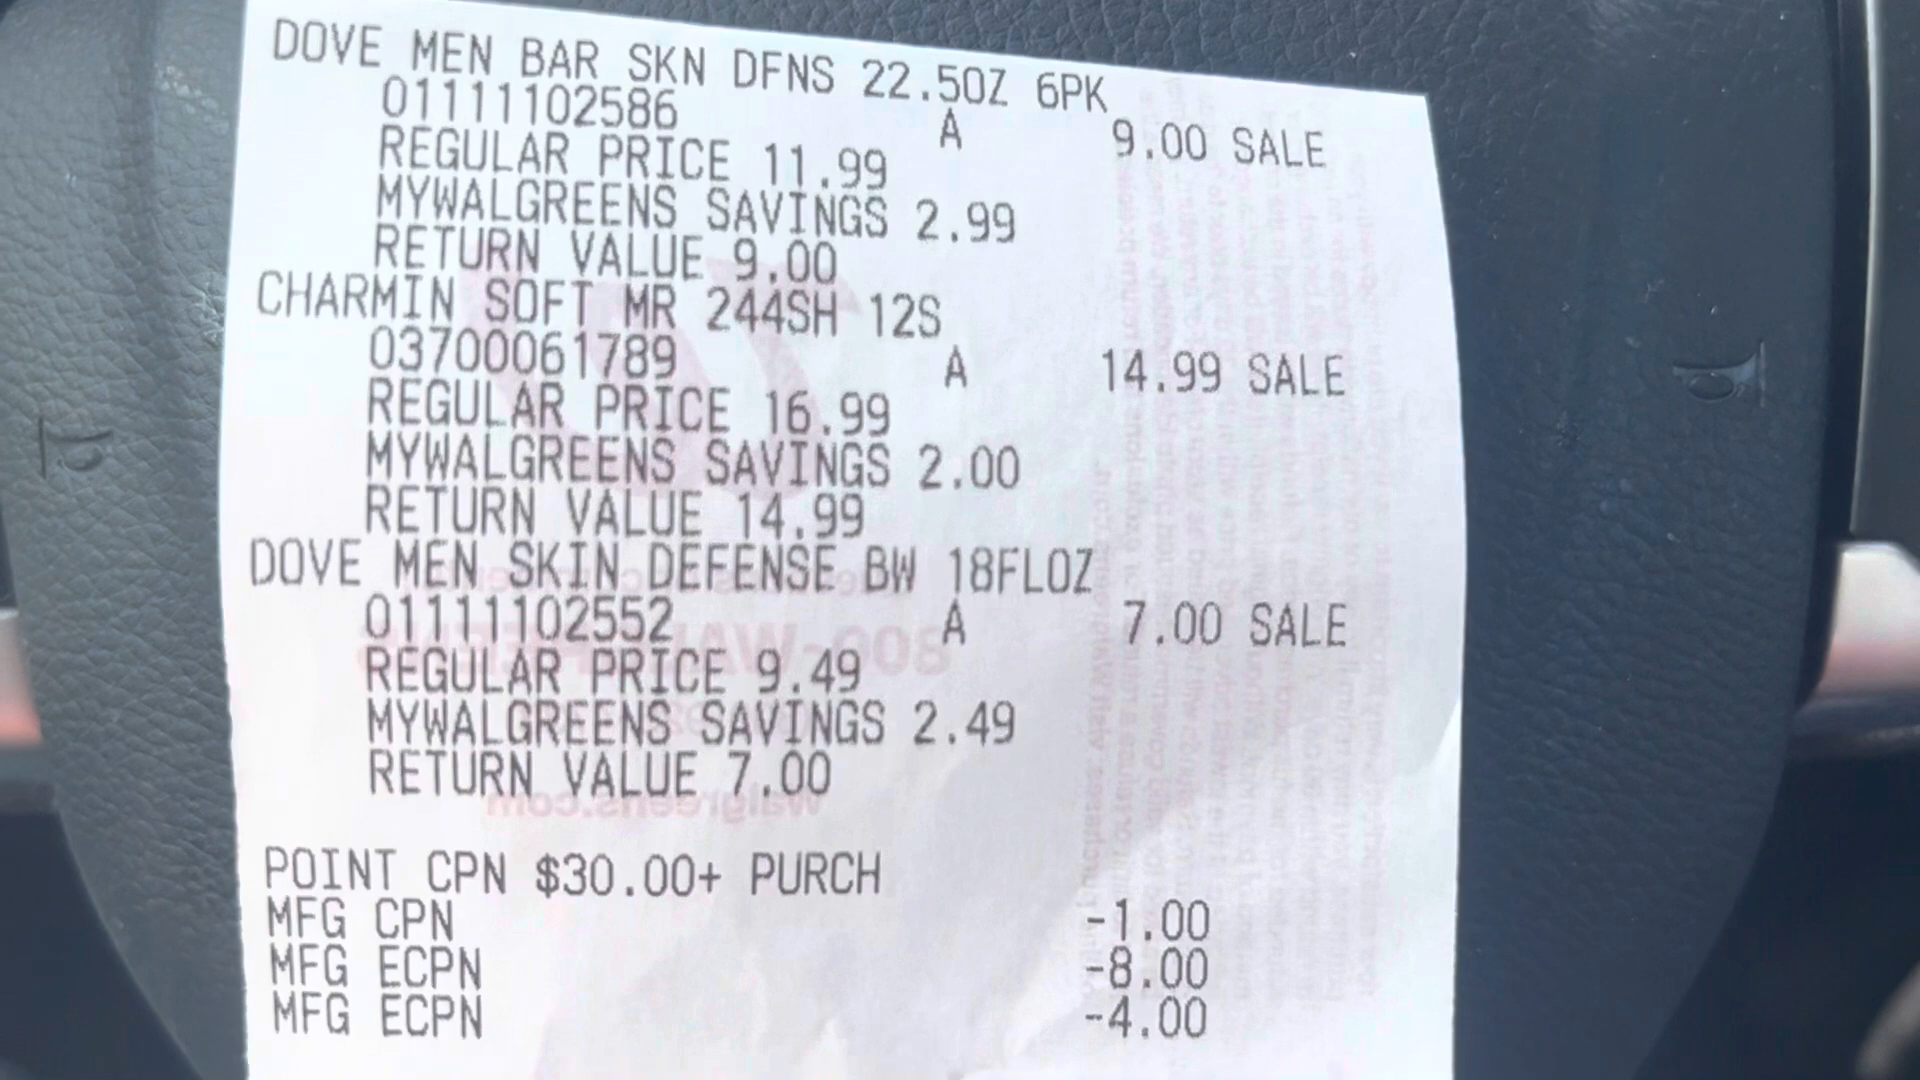 DOVE MEN BAR SKN DFNS 22.5OZ 6PK
01111102586 A 9.00 SALE
REGULAR PRICE 11.99
MYWALGREENS SAVINGS 2.99
RETURN VALUE 9.00
CHARMIN SOFT MR 244SH 12S
03700061789 A 14.99 SALE
REGULAR PRICE 16.99
MYWALGREENS SAVINGS 2.00
RETURN VALUE 14.99
DOVE MEN SKIN DEFENSE BW 18FLOZ
01111102552 A 7.00 SALE
REGULAR PRICE 9.49
MYWALGREENS SAVINGS 2.49
RETURN VALUE 7.00
POINT CPN $30.00+ PURCH
MFG CPN -1.00
MFG ECPN -8.00
MFG ECPN -4.00